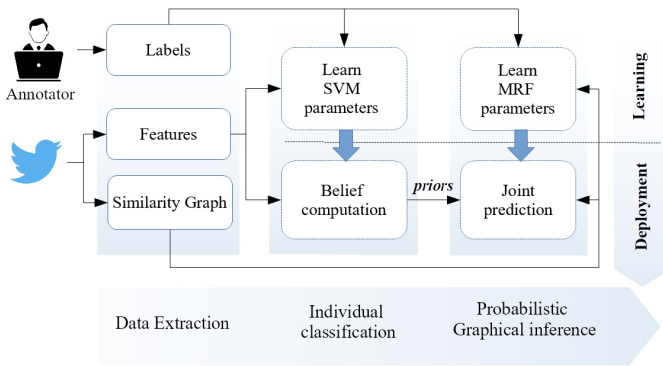 Annotator
Labels
Features
Similarity Graph
Learn
SVM
parameters
Belief
computation
priors
Learn
MRF
parameters
Joint
prediction
Learning
Deployment
Data Extraction
Individual
classification
Probabilistic
Graphical inference